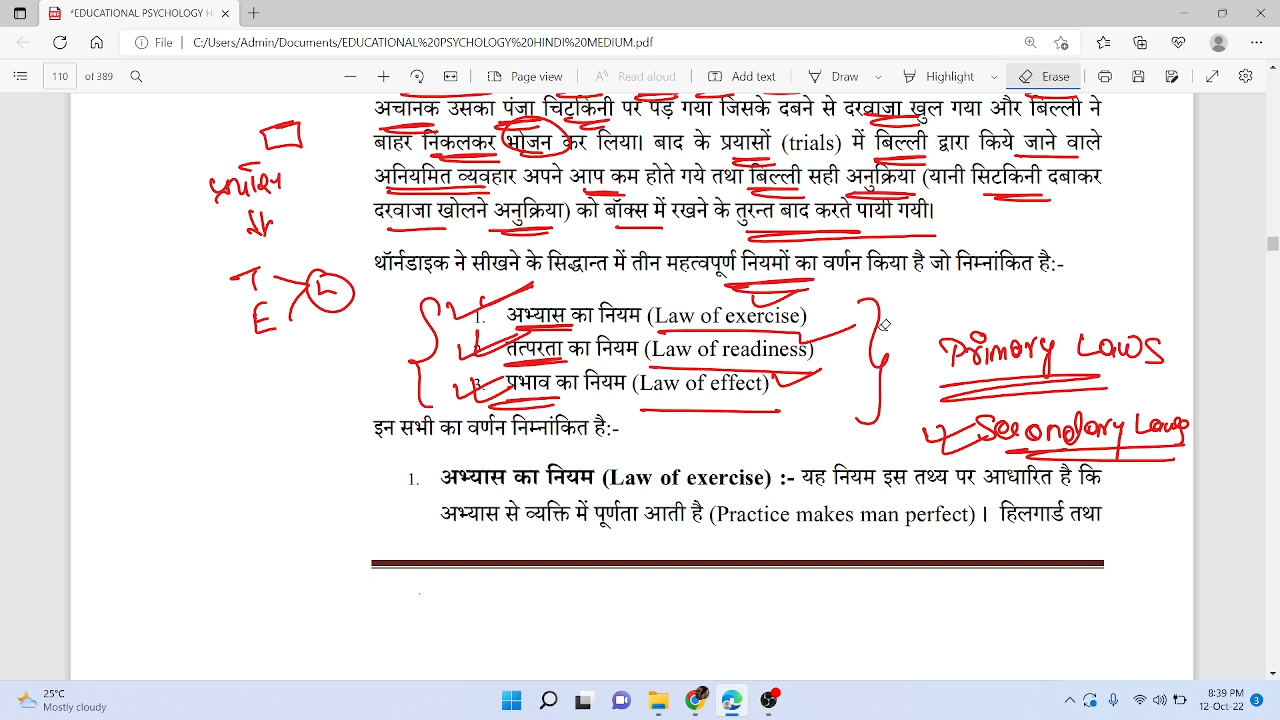 *EDUCATIONAL PSYCHOLOGY H
File C:/Users/Admin/Documents/EDUCATIONAL%20PSYCHOLOGY%20HINDI%20MEDIUM.pdf
110 of 389 Page view Read aloud Add text Draw Highlight Erase
अचानक उसका पंजा चिटकिनी पर पड़ गया जिसके दबने से दरवाजा खुल गया और बिल्ली ने
बाहर निकलकर भोजन कर लिया। बाद के प्रयासों (trials) में बिल्ली द्वारा किये जाने वाले
अनियमित व्यवहार अपने आप कम होते गये तथा बिल्ली सही अनुक्रिया (यानी सिटकिनी दबाकर
दरवाजा खोलने अनुक्रिया) को बॉक्स में रखने के तुरन्त बाद करते पायी गयी।
थॉर्नडाइक ने सीखने के सिद्धान्त में तीन महत्वपूर्ण नियमों का वर्णन किया है जो निम्नांकित है:-
1. अभ्यास का नियम (Law of exercise)
तत्परता का नियम (Law of readiness)
3. प्रभाव का नियम (Law of effect)
T
E
L
Primary Laws
Secondary Laws
इन सभी का वर्णन निम्नांकित है:-
1. अभ्यास का नियम (Law of exercise) :- यह नियम इस तथ्य पर आधारित है कि
अभ्यास से व्यक्ति में पूर्णता आती है (Practice makes man perfect)। हिलगार्ड तथा
25°C
Mostly cloudy
8:39 PM
12-Oct-22
3